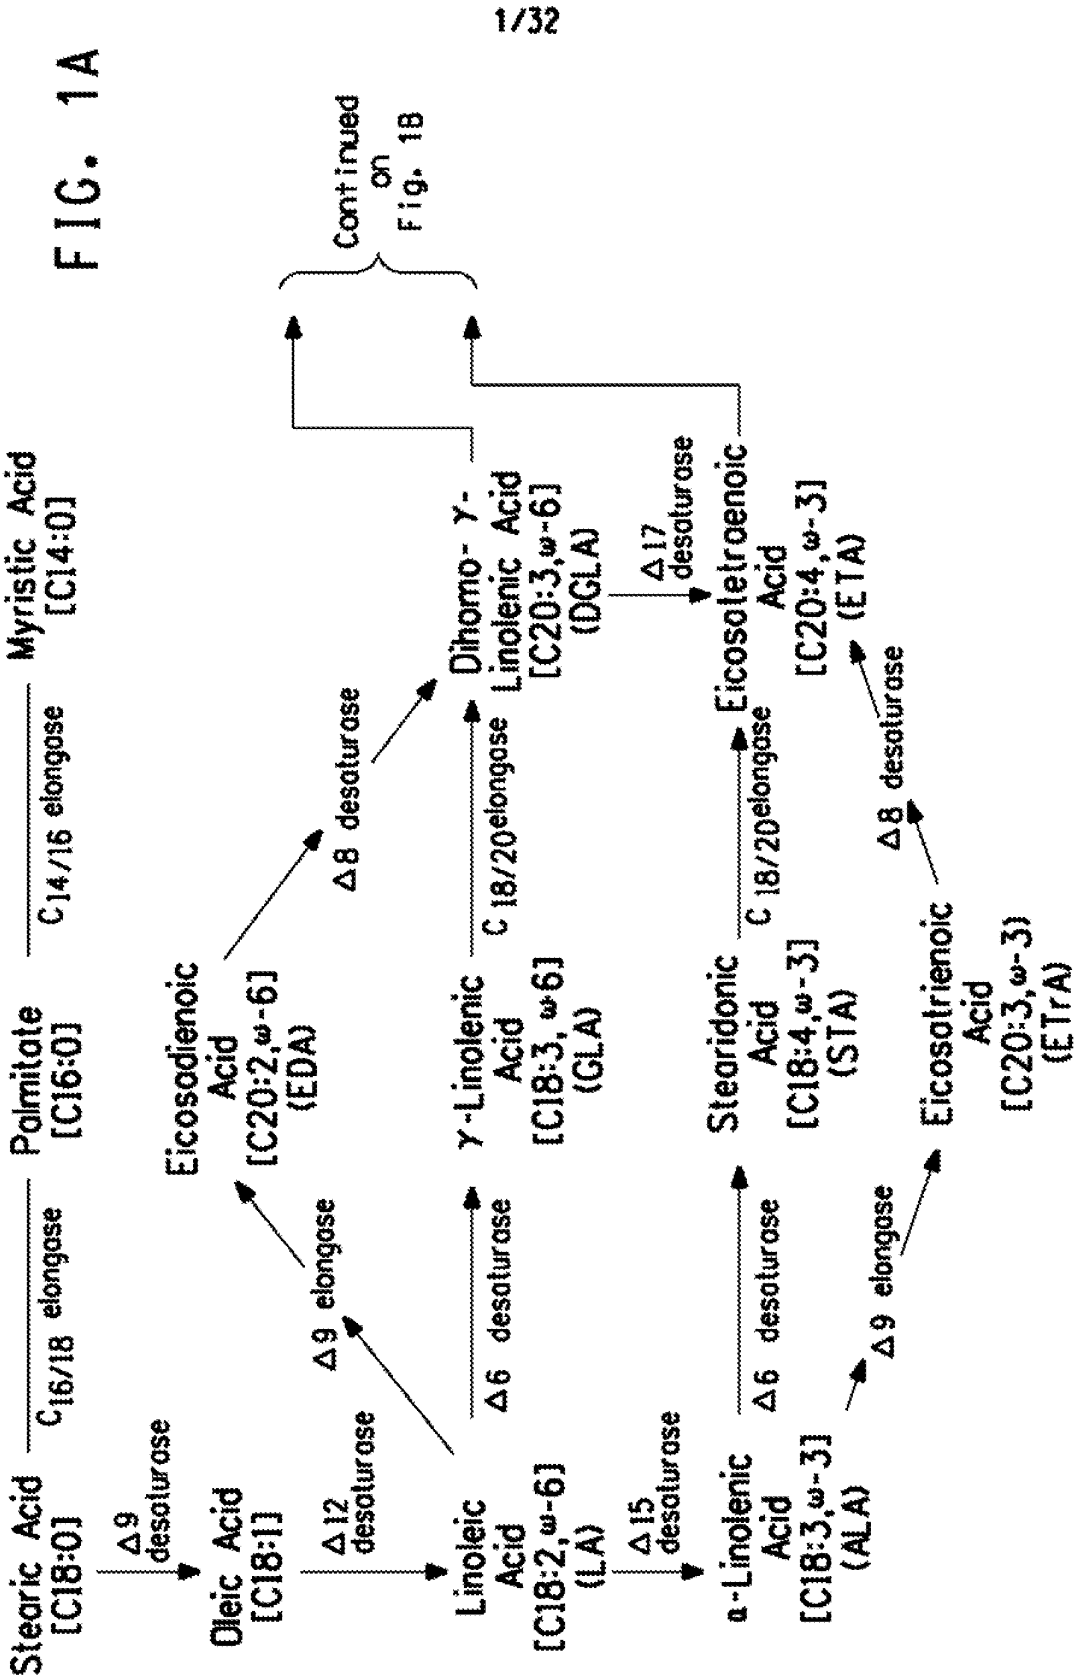 1/32
FIG. 1A
Stearic Acid
[C18:0]
C16/18 elongase
Palmitate
[C16:0]
C14/16 elongase
Myristic Acid
[C14:0]
Δ9
desaturase
Oleic Acid
[C18:1]
Δ12
desaturase
Linoleic
Acid
[C18:2,ω-6]
(LA)
Δ9 elongase
Eicosadienoic
Acid
[C20:2,ω-6]
(EDA)
Δ8 desaturase
Δ6 desaturase
γ-Linolenic
Acid
[C18:3, ω-6]
(GLA)
C 18/20 elongase
Dihomo- γ-
Linolenic Acid
[C20:3,ω-6]
(DGLA)
Continued
on
Fig. 1B
Δ15
desaturase
Δ17
desaturase
α-Linolenic
Acid
[C18:3,ω-3]
(ALA)
Δ6 desaturase
Stearidonic
Acid
[C18:4,ω-3]
(STA)
C 18/20 elongase
Eicosatetraenoic
Acid
[C20:4,ω-3]
(ETA)
Δ9 elongase
Eicosatrienoic
Acid
[C20:3,ω-3)
(ETrA)
Δ8 desaturase